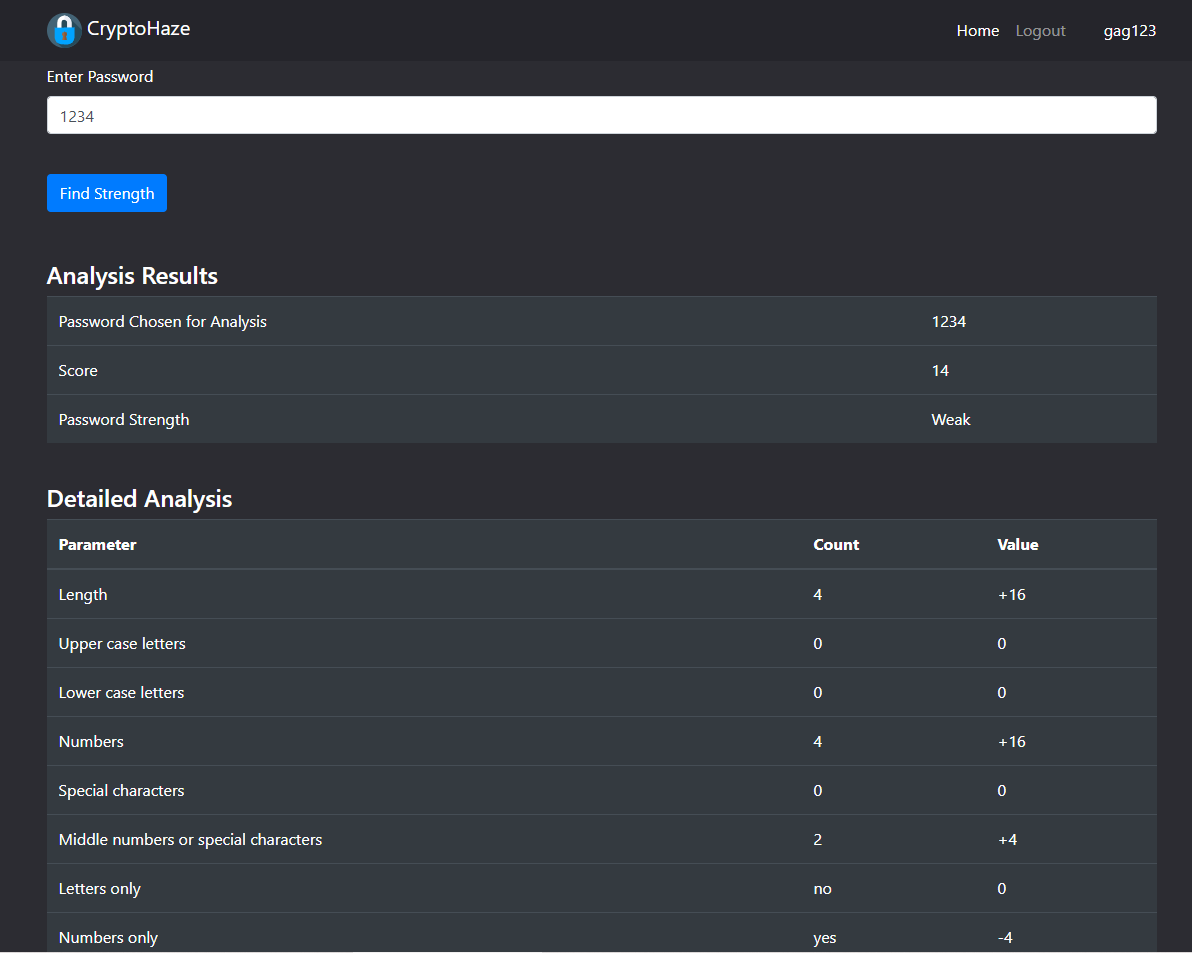 CryptoHaze Home Logout gag123
Enter Password
1234
Find Strength
Analysis Results
Password Chosen for Analysis 1234
Score 14
Password Strength Weak
Detailed Analysis
Parameter Count Value
Length 4 +16
Upper case letters 0 0
Lower case letters 0 0
Numbers 4 +16
Special characters 0 0
Middle numbers or special characters 2 +4
Letters only no 0
Numbers only yes -4